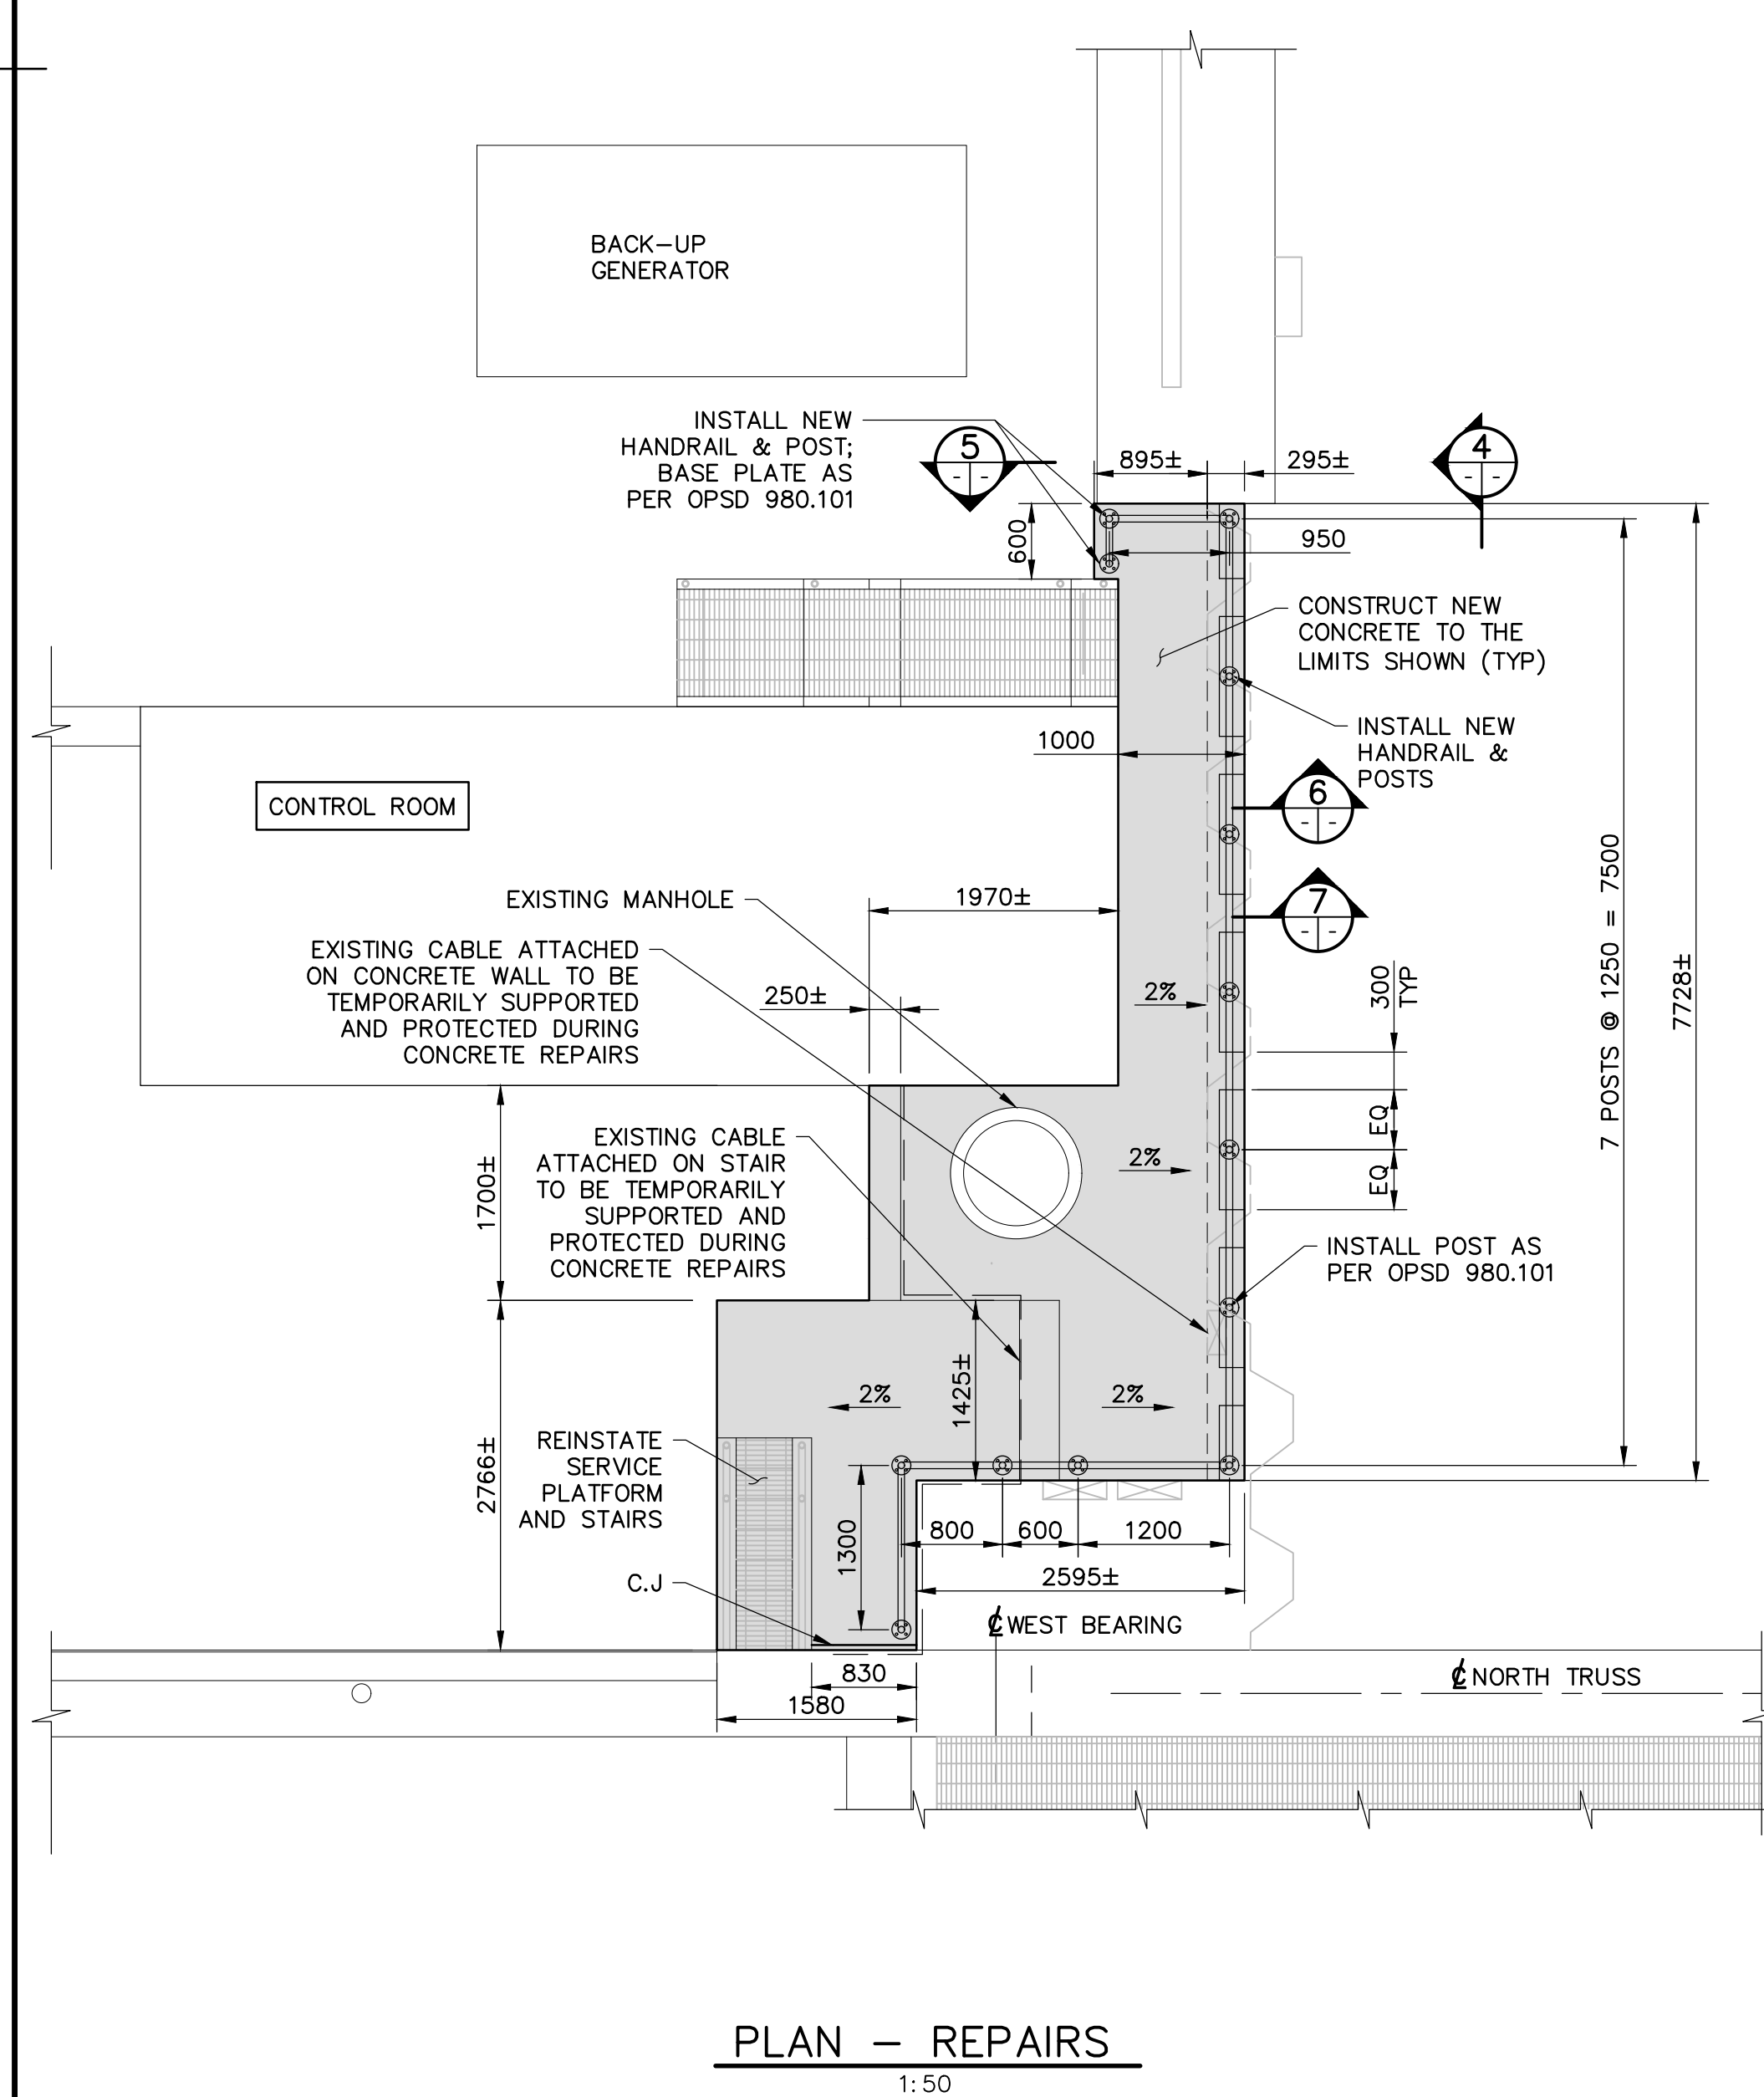 BACK-UP
GENERATOR
INSTALL NEW
HANDRAIL & POST;
BASE PLATE AS
PER OPSD 980.101
5
- -
895±
295±
4
- -
600
950
CONSTRUCT NEW
CONCRETE TO THE
LIMITS SHOWN (TYP)
INSTALL NEW
HANDRAIL &
POSTS
1000
CONTROL ROOM
6
- -
7
- -
EXISTING MANHOLE
1970±
EXISTING CABLE ATTACHED
ON CONCRETE WALL TO BE
TEMPORARILY SUPPORTED
AND PROTECTED DURING
CONCRETE REPAIRS
250±
2%
300
TYP
7 POSTS @ 1250 = 7500
7728±
EXISTING CABLE
ATTACHED ON STAIR
TO BE TEMPORARILY
SUPPORTED AND
PROTECTED DURING
CONCRETE REPAIRS
1700±
2%
EQ
EQ
INSTALL POST AS
PER OPSD 980.101
2%
1425±
2%
2766±
REINSTATE
SERVICE
PLATFORM
AND STAIRS
1300
800
600
1200
2595±
C.J
℄ WEST BEARING
830
1580
℄ NORTH TRUSS
PLAN - REPAIRS
1:50